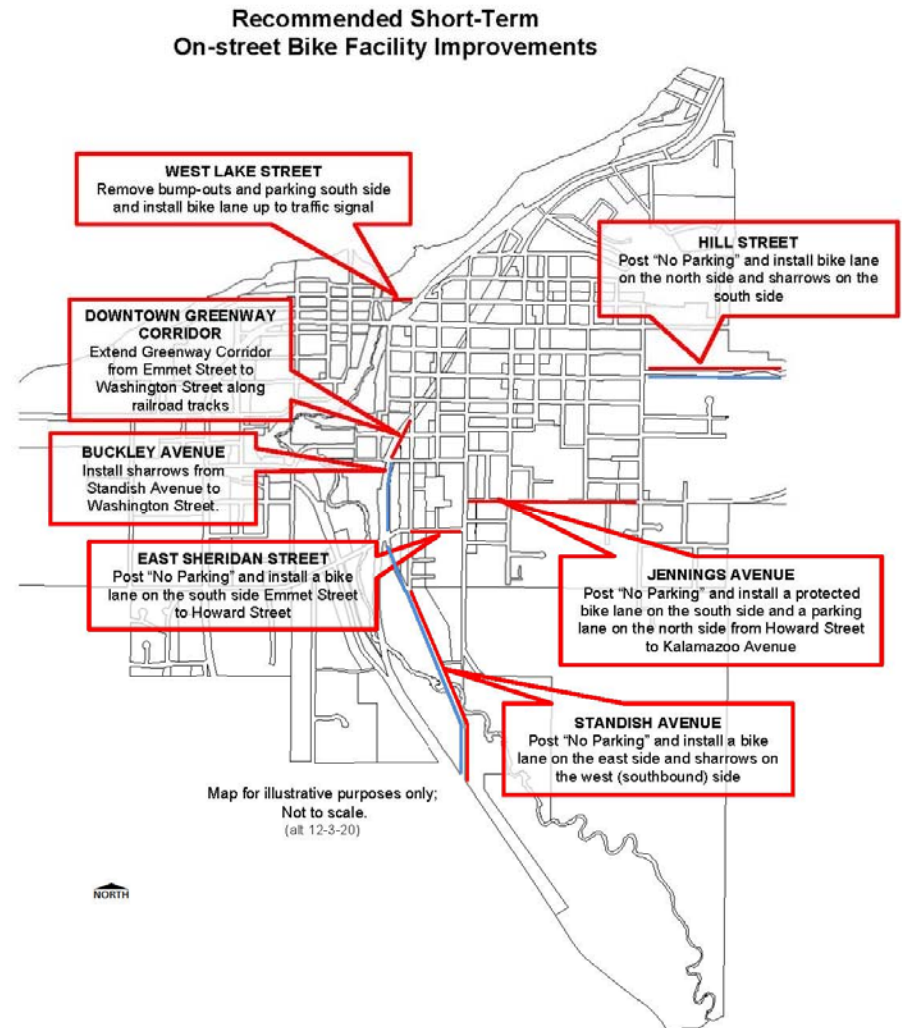 Recommended Short-Term
On-street Bike Facility Improvements
WEST LAKE STREET
Remove bump-outs and parking south side
and install bike lane up to traffic signal
HILL STREET
Post “No Parking” and install bike lane
on the north side and sharrows on the
south side
DOWNTOWN GREENWAY
CORRIDOR
Extend Greenway Corridor
from Emmet Street to
Washington Street along
railroad tracks
BUCKLEY AVENUE
Install sharrows from
Standish Avenue to
Washington Street.
EAST SHERIDAN STREET
Post “No Parking” and install a bike
lane on the south side Emmet Street
to Howard Street
JENNINGS AVENUE
Post “No Parking” and install a protected
bike lane on the south side and a parking
lane on the north side from Howard Street
to Kalamazoo Avenue
STANDISH AVENUE
Post “No Parking” and install a bike
lane on the east side and sharrows on
the west (southbound) side
Map for illustrative purposes only;
Not to scale.
(alt 12-3-20)
NORTH